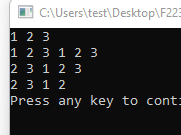 C:\Users\test\Desktop\F223
1 2 3
1 2 3 1 2 3
2 3 1 2 3
2 3 1 2
Press any key to conti